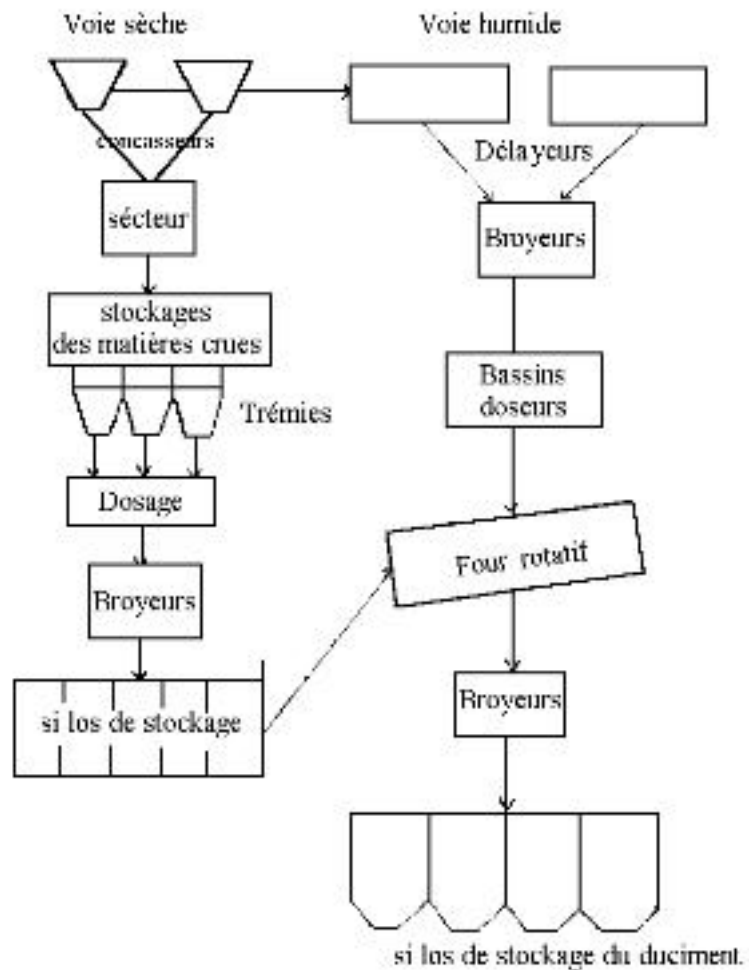 Voie sèche
Voie humide
concasseurs
Délayeurs
sécteur
Broyeurs
stockages
des matières crues
Bassins
doseurs
Trémies
Dosage
Four rotatif
Broyeurs
Broyeurs
si los de stockage
si los de stockage du duciment.